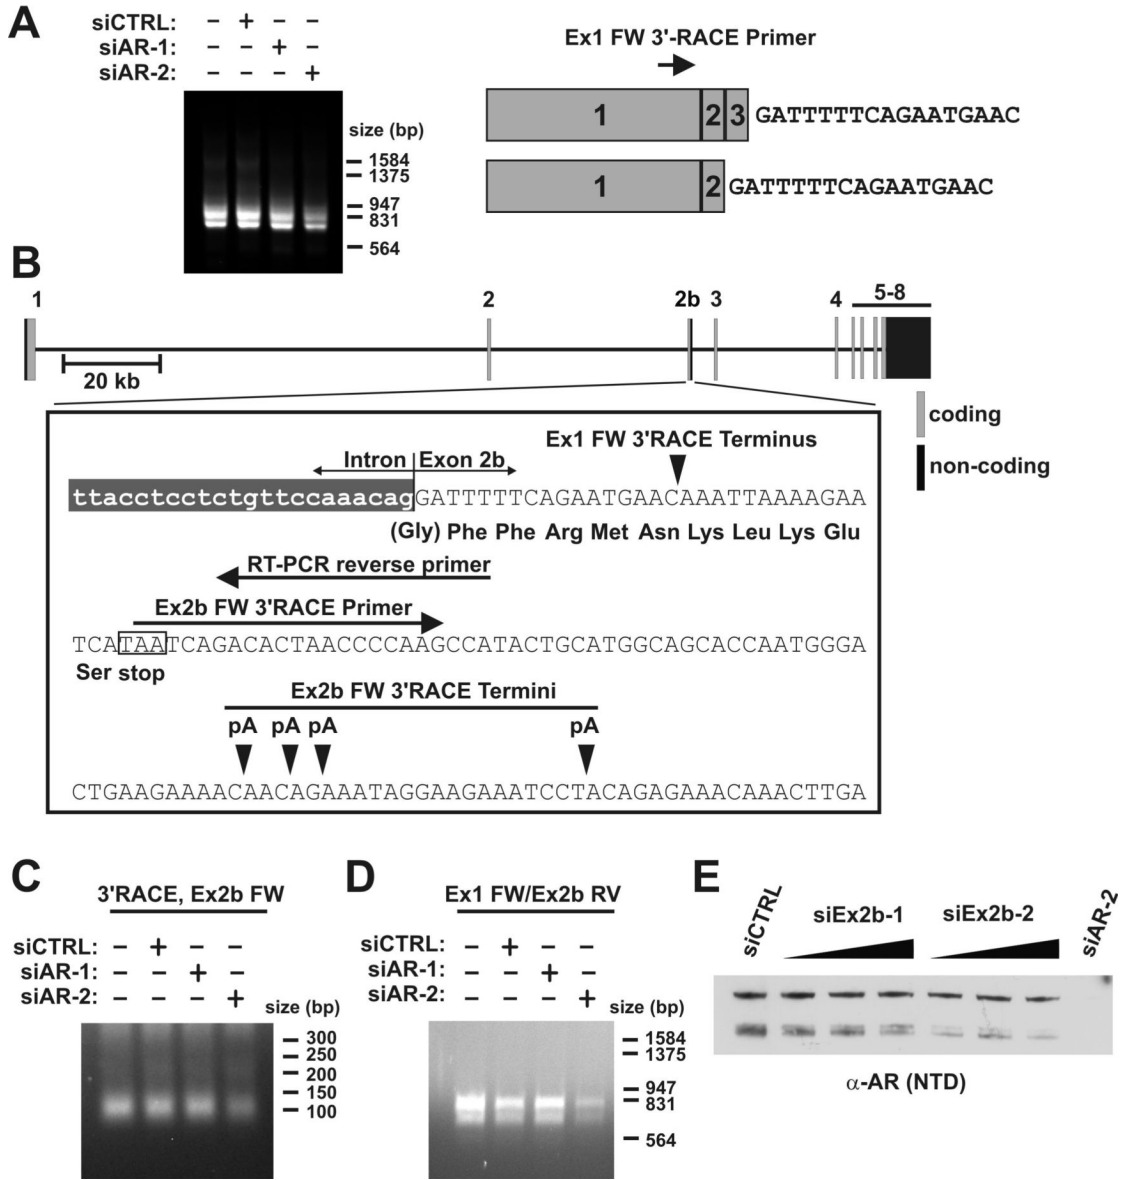 A
siCTRL: – + – –
siAR-1: – – + –
siAR-2: – – – +
size (bp)
1584
1375
947
831
564
Ex1 FW 3'-RACE Primer
1 2 3 GATTTTTCAGAATGAAC
1 2 GATTTTTCAGAATGAAC
B
1 2 2b 3 4 5-8
20 kb
coding
non-coding
Ex1 FW 3'RACE Terminus
Intron Exon 2b
ttacctcctctgttccaaacagGATTTTTCAGAATGAACAAATTAAAAGAA
(Gly) Phe Phe Arg Met Asn Lys Leu Lys Glu
RT-PCR reverse primer
Ex2b FW 3'RACE Primer
TCATAATCAGACACTAACCCCAAGCCATACTGCATGGCAGCACCAATGGGA
Ser stop
Ex2b FW 3'RACE Termini
pA pA pA pA
CTGAAGAAAACAACAGAAATAGGAAGAAATCCTACAGAGAAACAAACTTGA
C
3'RACE, Ex2b FW
siCTRL: – + – –
siAR-1: – – + –
siAR-2: – – – +
size (bp)
300
250
200
150
100
D
Ex1 FW/Ex2b RV
siCTRL: – + – –
siAR-1: – – + –
siAR-2: – – – +
size (bp)
1584
1375
947
831
564
E
siCTRL siEx2b-1 siEx2b-2 siAR-2
α-AR (NTD)